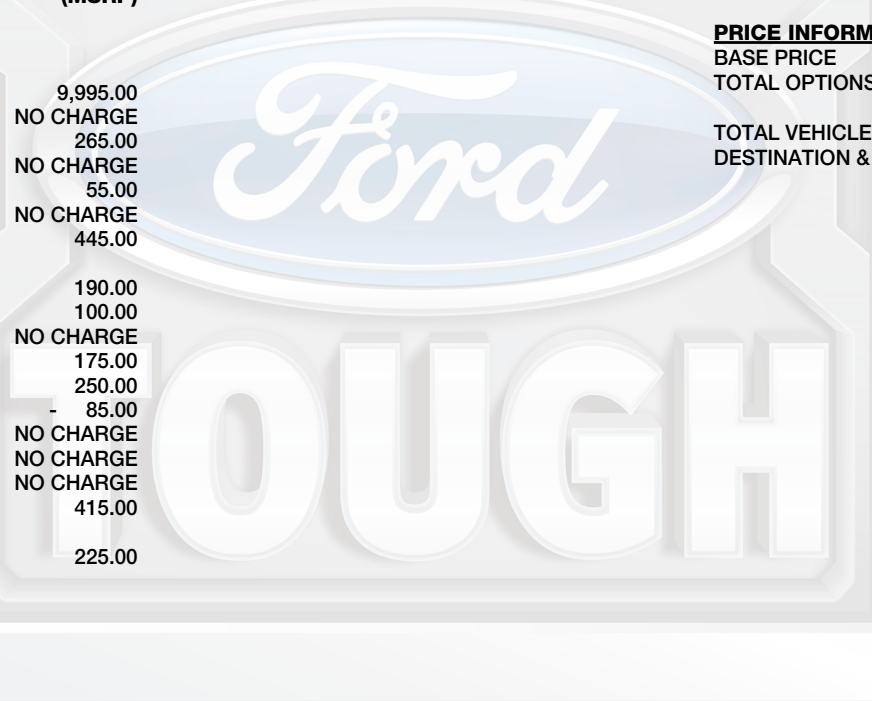 (MSRP)
9,995.00
NO CHARGE
265.00
NO CHARGE
55.00
NO CHARGE
445.00
190.00
100.00
NO CHARGE
175.00
250.00
- 85.00
NO CHARGE
NO CHARGE
NO CHARGE
415.00
225.00
PRICE INFORM
BASE PRICE
TOTAL OPTIONS
TOTAL VEHICLE
DESTINATION &
Ford
TOUGH